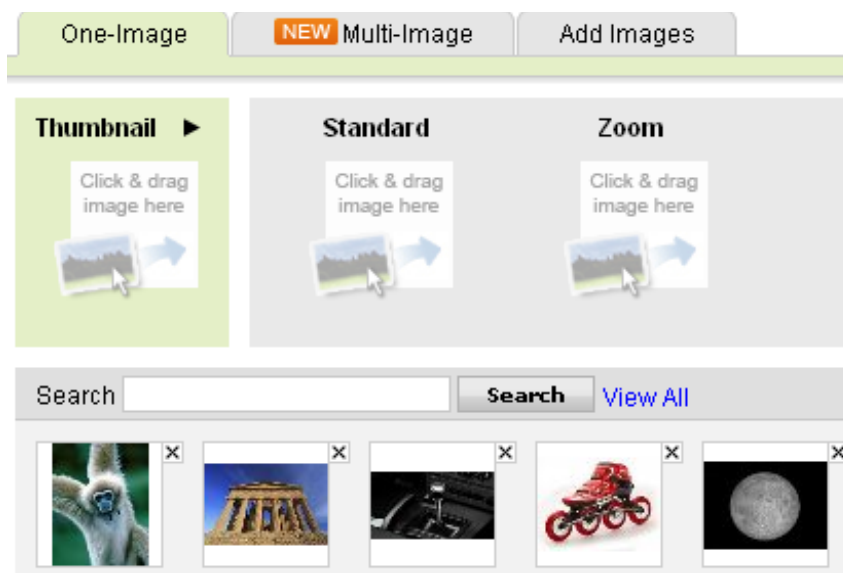 One-Image
NEW Multi-Image
Add Images
Thumbnail
Standard
Zoom
Click & drag
image here
Click & drag
image here
Click & drag
image here
Search
Search
View All